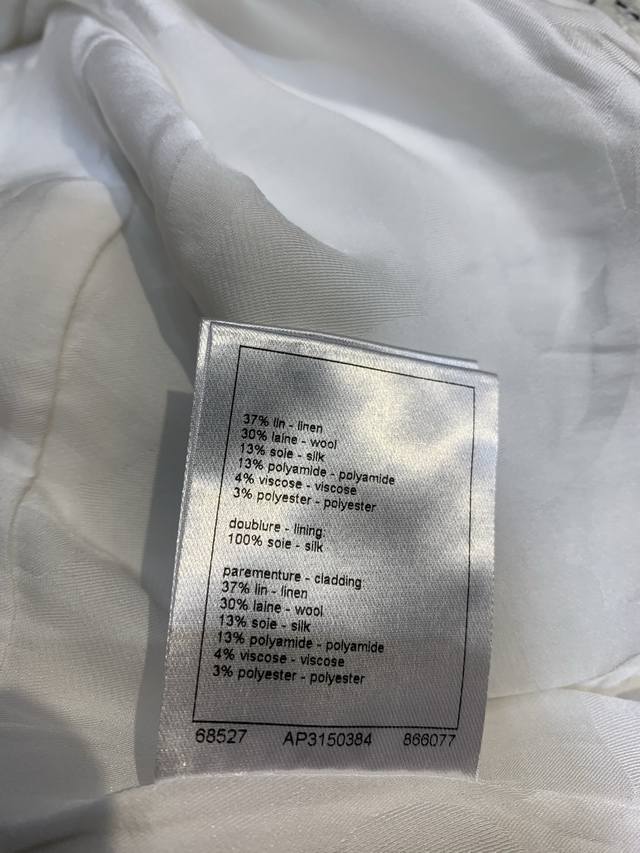 37% lin - linen
30% laine - wool
13% soie - silk
13% polyamide - polyamide
4% viscose - viscose
3% polyester - polyester
doublure - lining:
100% soie - silk
parementure - cladding:
37% lin - linen
30% laine - wool
13% soie - silk
13% polyamide - polyamide
4% viscose - viscose
3% polyester - polyester
68527 AP3150384 866077